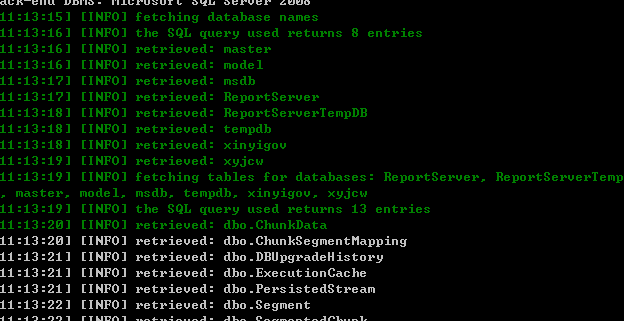 ack-end DBMS: Microsoft SQL Server 2008
11:13:15] [INFO] fetching database names
11:13:16] [INFO] the SQL query used returns 8 entries
11:13:16] [INFO] retrieved: master
11:13:16] [INFO] retrieved: model
11:13:17] [INFO] retrieved: msdb
11:13:17] [INFO] retrieved: ReportServer
11:13:18] [INFO] retrieved: ReportServerTempDB
11:13:18] [INFO] retrieved: tempdb
11:13:18] [INFO] retrieved: xinyigov
11:13:19] [INFO] retrieved: xyjcw
11:13:19] [INFO] fetching tables for databases: ReportServer, ReportServerTemp
, master, model, msdb, tempdb, xinyigov, xyjcw
11:13:19] [INFO] the SQL query used returns 13 entries
11:13:20] [INFO] retrieved: dbo.ChunkData
11:13:20] [INFO] retrieved: dbo.ChunkSegmentMapping
11:13:21] [INFO] retrieved: dbo.DBUpgradeHistory
11:13:21] [INFO] retrieved: dbo.ExecutionCache
11:13:21] [INFO] retrieved: dbo.PersistedStream
11:13:22] [INFO] retrieved: dbo.Segment
11:13:22] [INFO] retrieved: dbo.SegmentedChunk